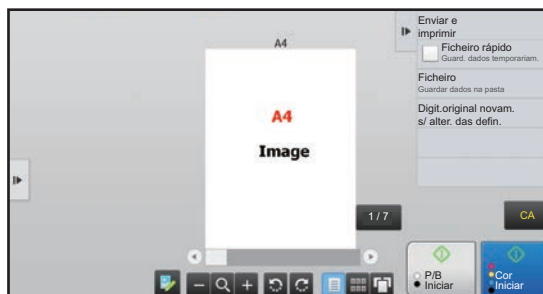 A4
A4
Image
1 / 7
Enviar e
imprimir
Ficheiro rápido
Guard. dados temporariam.
Ficheiro
Guardar dados na pasta
Digit.original novam.
s/ alter. das defin.
CA
P/B
Iniciar
Cor
Iniciar